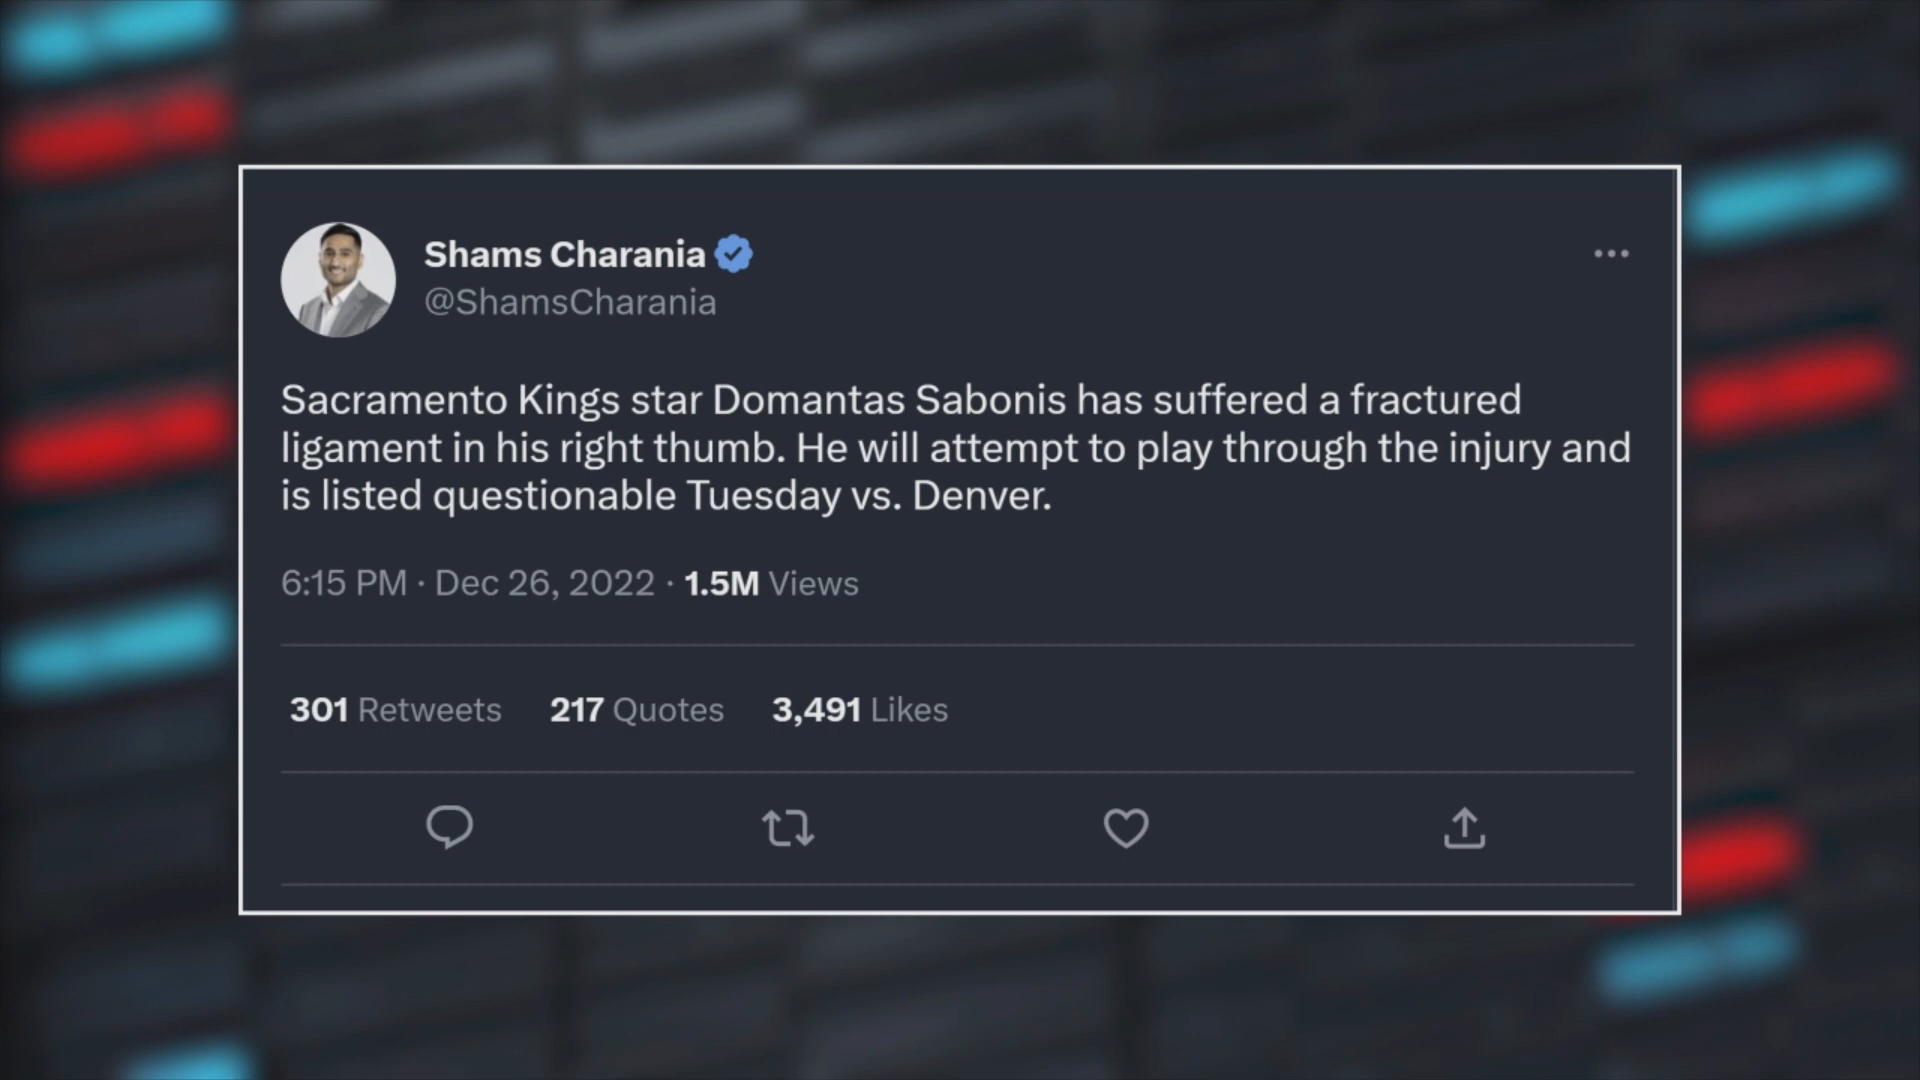 Shams Charania
@ShamsCharania
Sacramento Kings star Domantas Sabonis has suffered a fractured
ligament in his right thumb. He will attempt to play through the injury and
is listed questionable Tuesday vs. Denver.
6:15 PM · Dec 26, 2022 · 1.5M Views
301 Retweets 217 Quotes 3,491 Likes